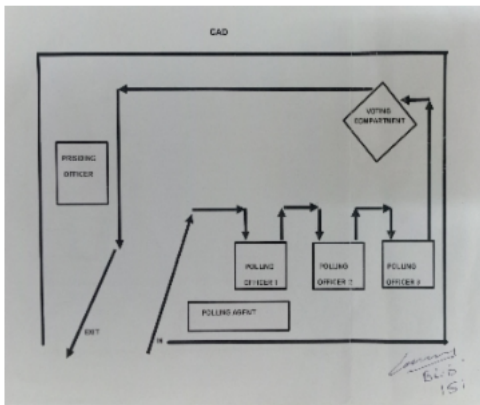 CAD
VOTING
COMPARTMENT
PRESIDING
OFFICER
POLLING
OFFICER 1
POLLING
OFFICER 2
POLLING
OFFICER 3
POLLING AGENT
EXIT
IN